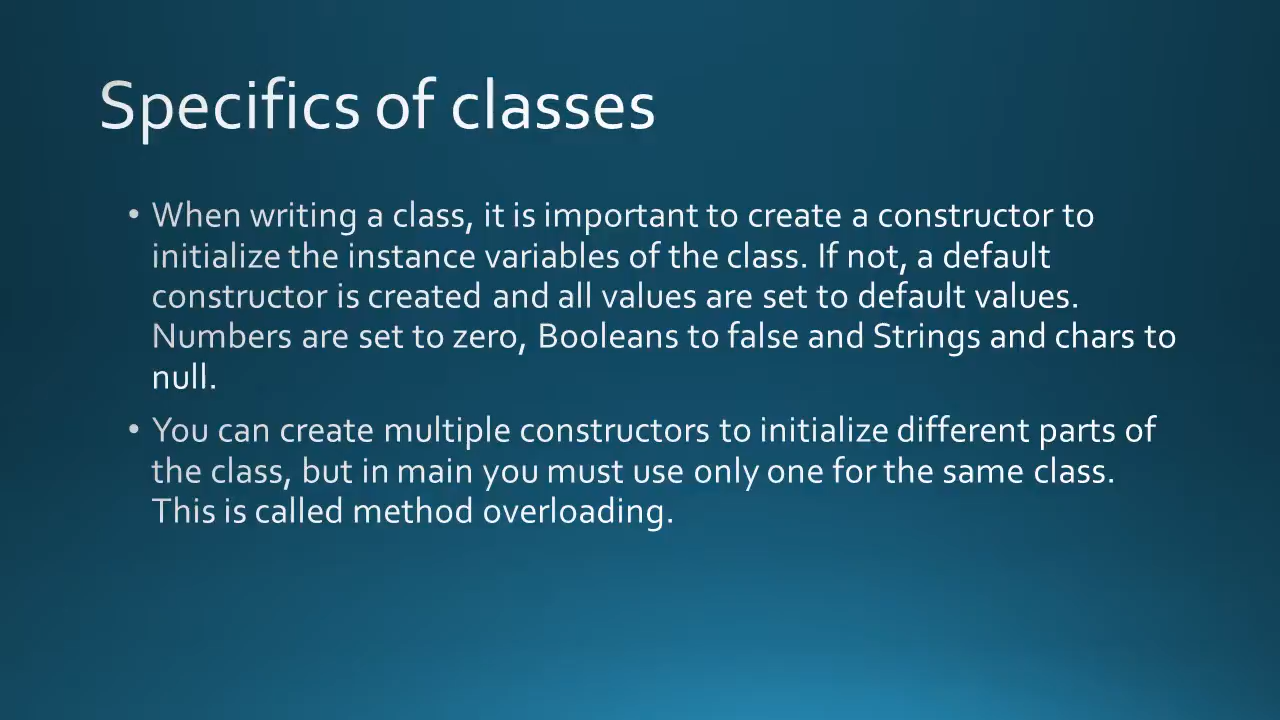 Specifics of classes
• When writing a class, it is important to create a constructor to
initialize the instance variables of the class. If not, a default
constructor is created and all values are set to default values.
Numbers are set to zero, Booleans to false and Strings and chars to
null.
• You can create multiple constructors to initialize different parts of
the class, but in main you must use only one for the same class.
This is called method overloading.